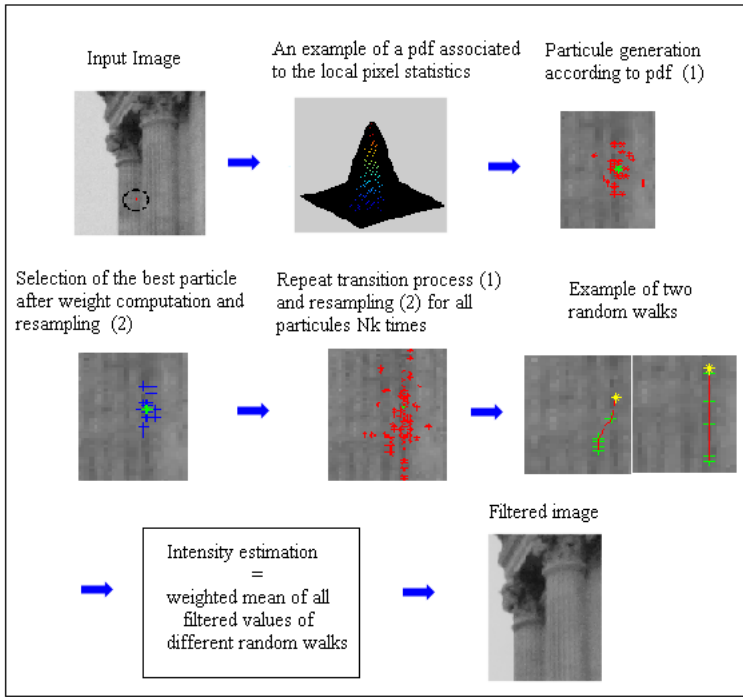 Input Image
An example of a pdf associated
to the local pixel statistics
Particule generation
according to pdf (1)
Selection of the best particle
after weight computation and
resampling (2)
Repeat transition process (1)
and resampling (2) for all
particules Nk times
Example of two
random walks
Intensity estimation
=
weighted mean of all
filtered values of
different random walks
Filtered image